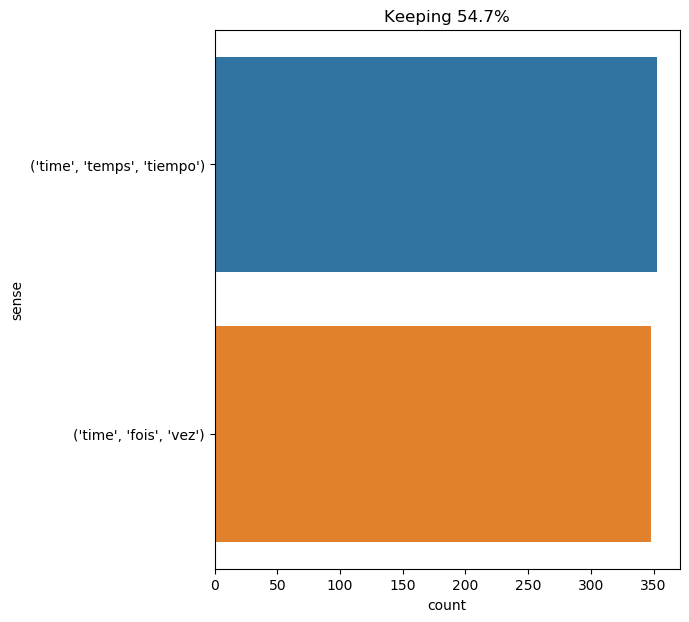 Keeping 54.7%
('time', 'temps', 'tiempo')
sense
('time', 'fois', 'vez')
0 50 100 150 200 250 300 350
count